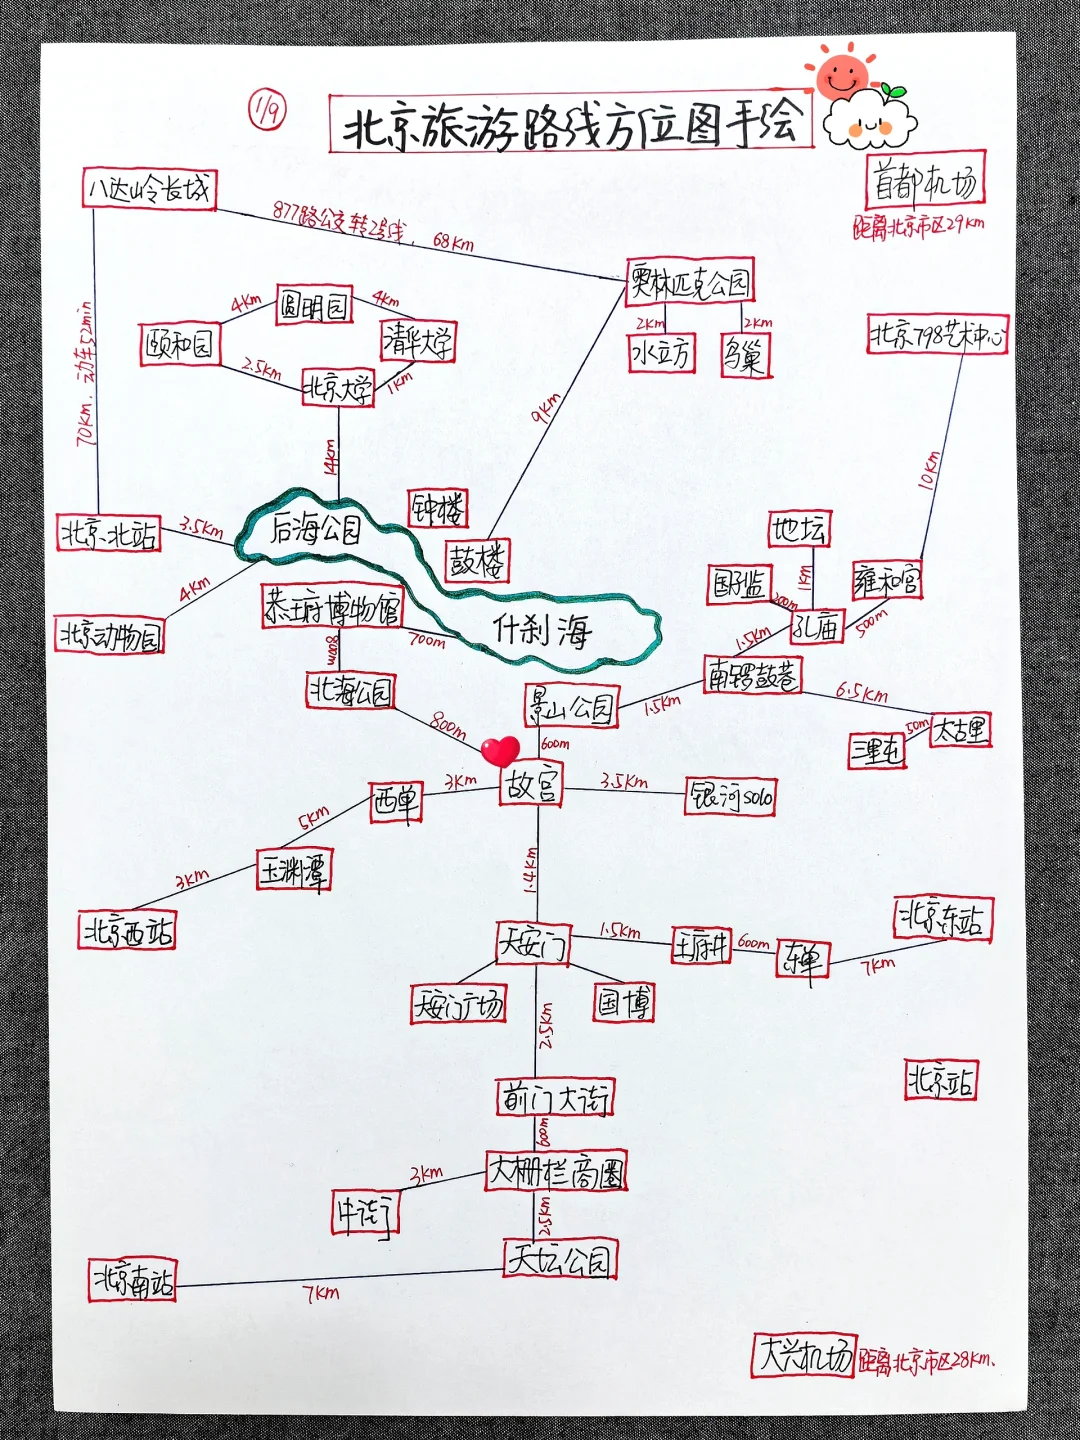 1/9
北京旅游路线方位图手绘
八达岭长城
首都机场
距离北京市区29Km
877路公交转2号线, 68Km
奥林匹克公园
圆明园
4Km
4Km
颐和园
清华大学
2.5Km
北京大学
1Km
2Km
2Km
水立方
鸟巢
北京798艺术中心
70Km, 动车52min
14Km
9Km
10Km
北京北站
3.5Km
后海公园
钟楼
鼓楼
地坛
1Km
国子监
200m
雍和宫
孔庙
500m
4Km
北京动物园
恭王府博物馆
700m
什刹海
1.5Km
南锣鼓巷
800m
北海公园
景山公园
1.5Km
6.5Km
太古里
50m
三里屯
800m
600m
故宫
3Km
西单
3.5Km
银河Solo
5Km
玉渊潭
3Km
北京西站
1.4Km
天安门
1.5Km
王府井
600m
东单
北京东站
7Km
天安门广场
国博
2.5Km
北京站
前门大街
600m
大栅栏商圈
3Km
牛街
2.5Km
天坛公园
北京南站
7Km
大兴机场
距离北京市区28Km.